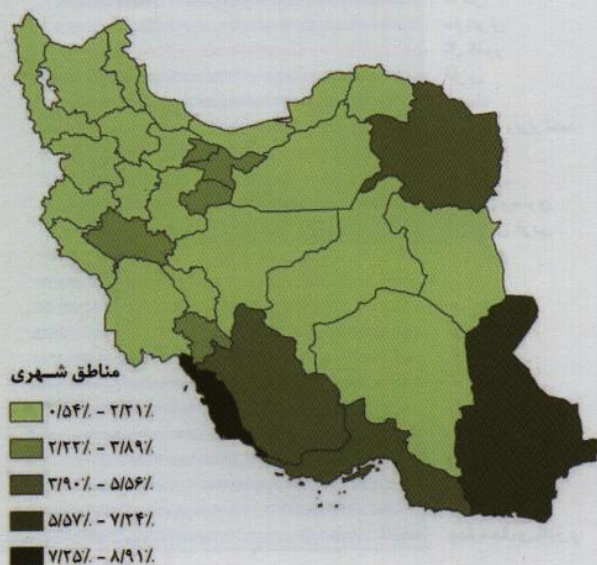 مناطق شهری
۰/۵۴٪ - ۲/۲۱٪
۲/۲۲٪ - ۳/۸۹٪
۳/۹۰٪ - ۵/۵۶٪
۵/۵۷٪ - ۷/۲۴٪
۷/۲۵٪ - ۸/۹۱٪